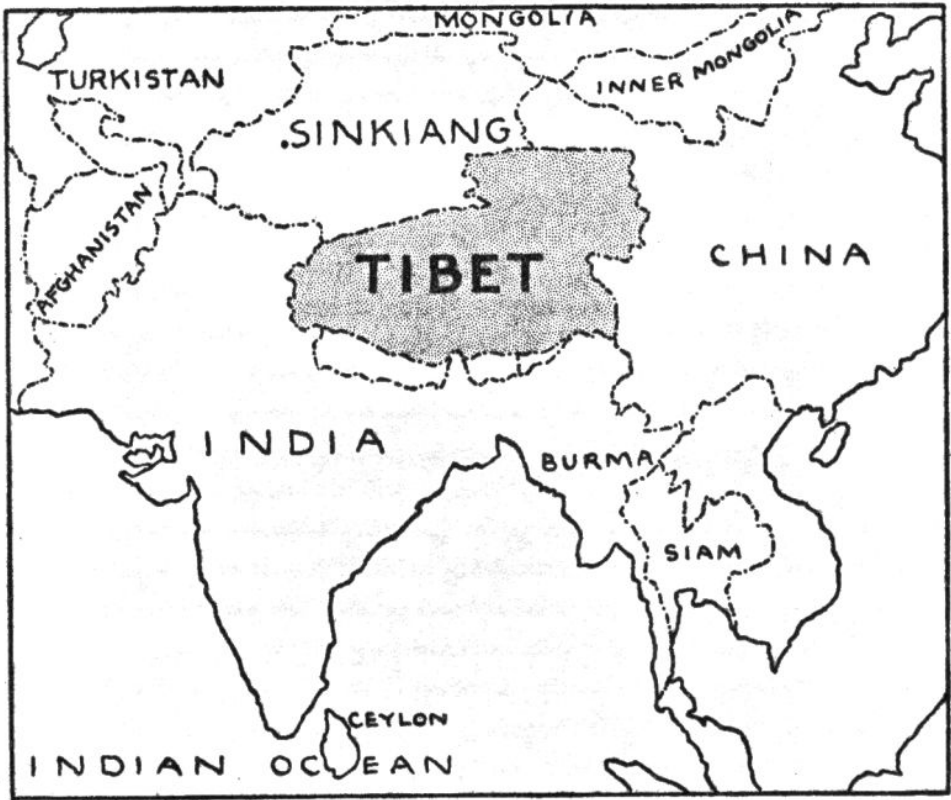 MONGOLIA
TURKISTAN
INNER MONGOLIA
SINKIANG
AFGHANISTAN
TIBET
CHINA
INDIA
BURMA
SIAM
CEYLON
INDIAN OCEAN